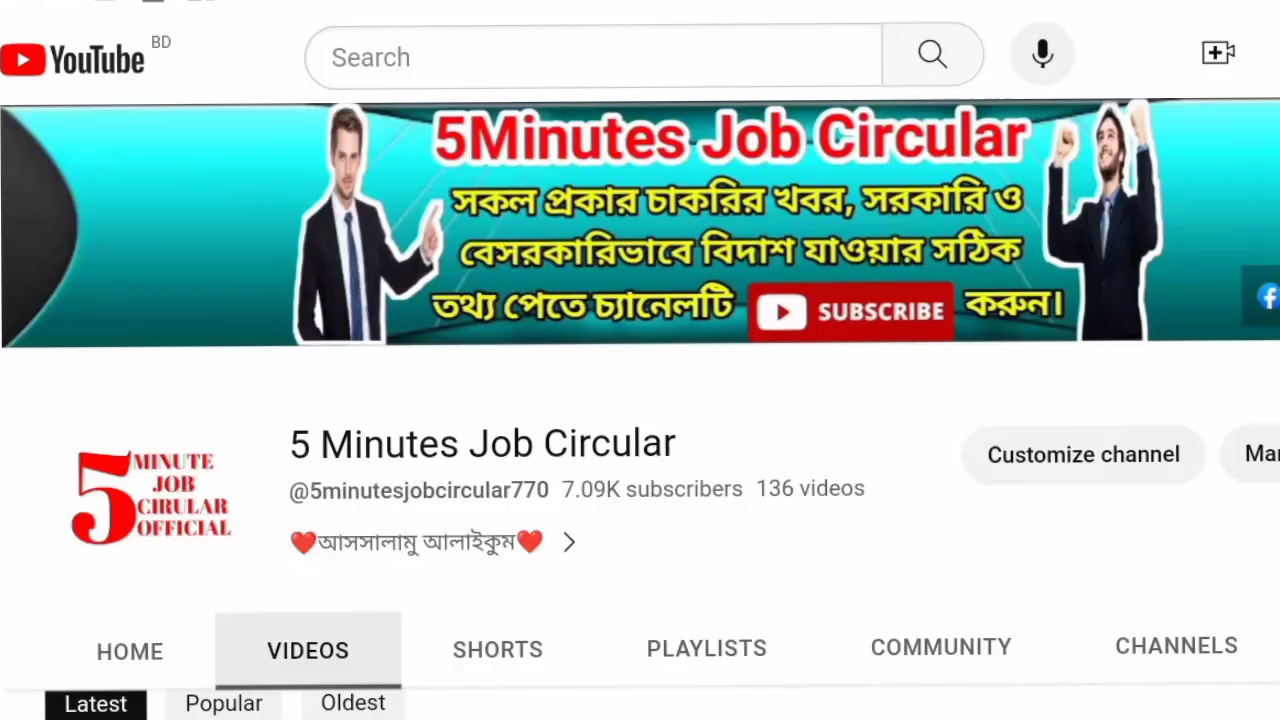 YouTube BD
Search
5Minutes Job Circular
সকল প্রকার চাকরির খবর, সরকারি ও
বেসরকারিভাবে বিদাশ যাওয়ার সঠিক
তথ্য পেতে চ্যানেলটি SUBSCRIBE করুন।
5 Minutes Job Circular
Customize channel
@5minutesjobcircular770 7.09K subscribers 136 videos
❤️আসসালামু আলাইকুম❤️
5 MINUTE
JOB
CIRULAR
OFFICIAL
HOME VIDEOS SHORTS PLAYLISTS COMMUNITY CHANNELS
Latest Popular Oldest